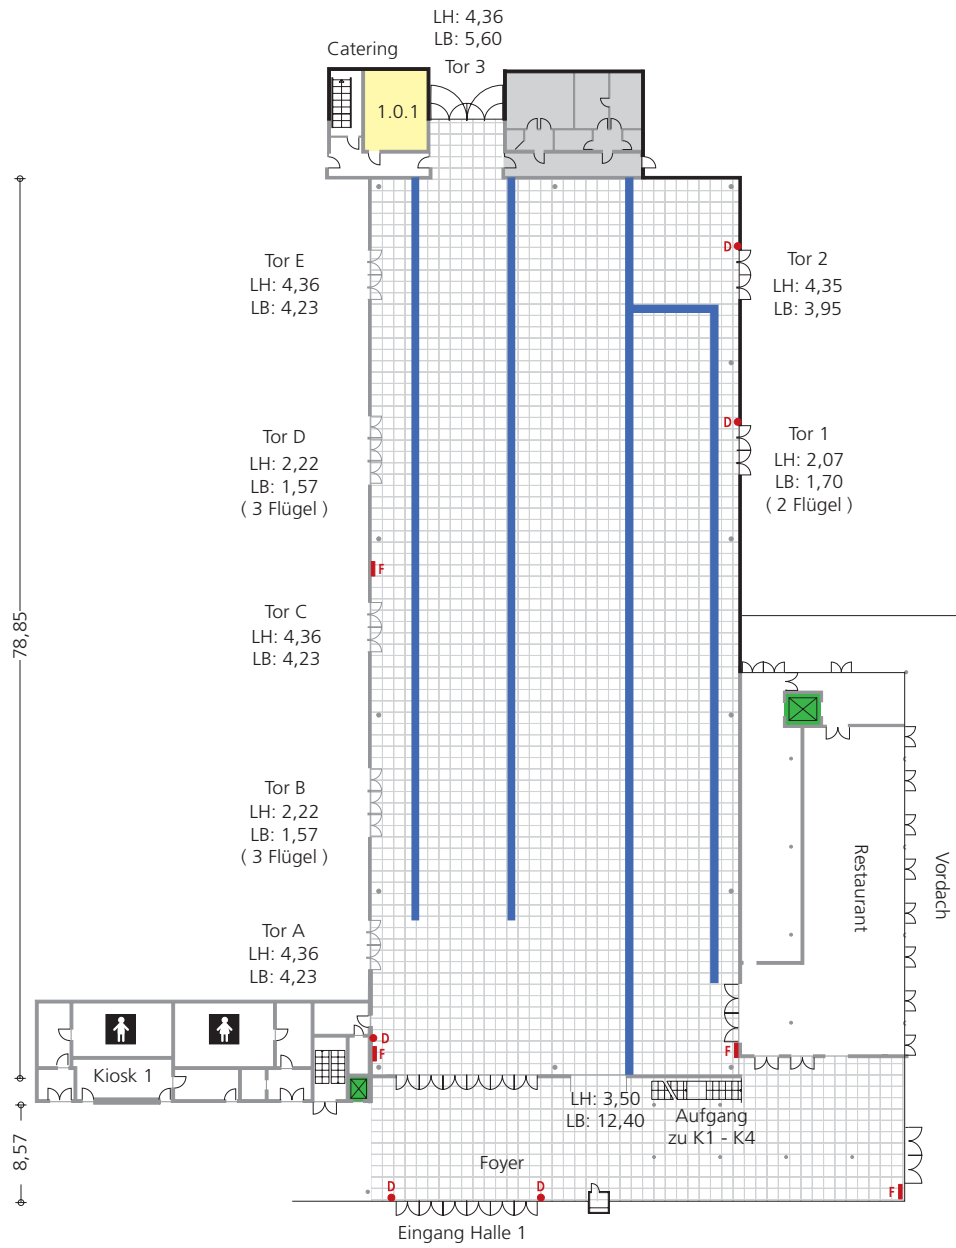 LH: 4,36
LB: 5,60
Tor 3
Catering
1.0.1
D
Tor E
LH: 4,36
LB: 4,23
Tor 2
LH: 4,35
LB: 3,95
D
Tor D
LH: 2,22
LB: 1,57
( 3 Flügel )
Tor 1
LH: 2,07
LB: 1,70
( 2 Flügel )
F
78,85
Tor C
LH: 4,36
LB: 4,23
Tor B
LH: 2,22
LB: 1,57
( 3 Flügel )
Restaurant
Vordach
Tor A
LH: 4,36
LB: 4,23
D
F
F
Kiosk 1
LH: 3,50
LB: 12,40
Aufgang
zu K1 - K4
8,57
Foyer
D
D
F
Eingang Halle 1